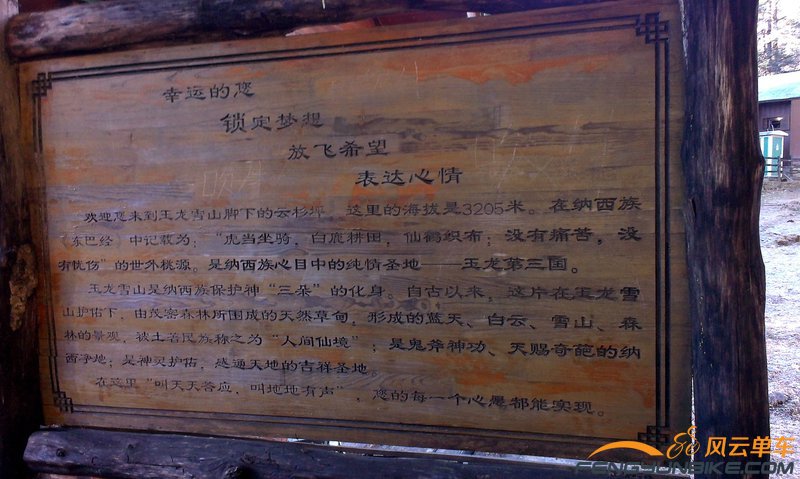 幸运的您
锁定梦想
放飞希望
表达心情
欢迎您来到玉龙雪山脚下的云杉坪。这里的海拔是3205米。在纳西族
《东巴经》中记载为：“虎当坐骑，白鹿耕田，仙鹤织布；没有痛苦，没
有忧伤”的世外桃源。是纳西族心目中的纯情圣地——玉龙第三国。
玉龙雪山是纳西族保护神“三朵”的化身。自古以来，这片在玉龙雪
山护佑下，由茂密森林所围成的天然草甸，形成的蓝天、白云、雪山、森
林的景观，被土著民族称之为“人间仙境”；是鬼斧神功、天赐奇葩的纳
西净地；是神灵护佑，感通天地的吉祥圣地。
在这里“叫天天答应，叫地地有声”，您的每一个心愿都能实现。
风云单车
FENGYUNBIKE.COM